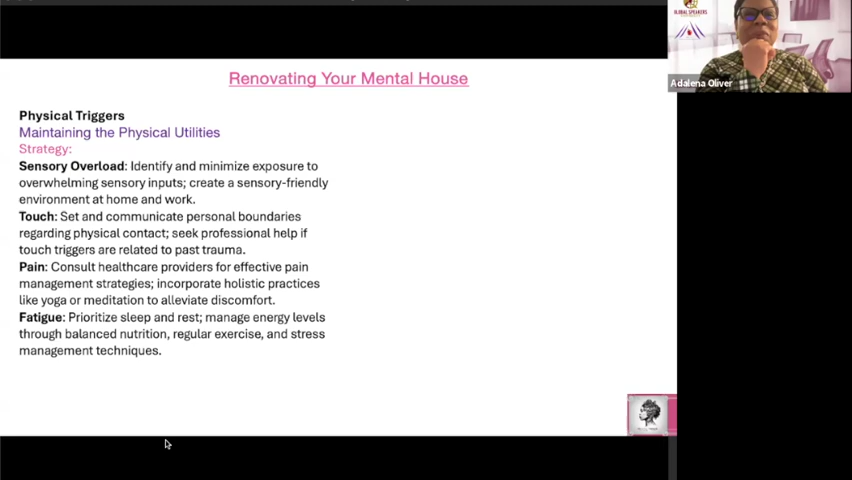 Renovating Your Mental House
Physical Triggers
Maintaining the Physical Utilities
Strategy:
Sensory Overload: Identify and minimize exposure to
overwhelming sensory inputs; create a sensory-friendly
environment at home and work.
Touch: Set and communicate personal boundaries
regarding physical contact; seek professional help if
touch triggers are related to past trauma.
Pain: Consult healthcare providers for effective pain
management strategies; incorporate holistic practices
like yoga or meditation to alleviate discomfort.
Fatigue: Prioritize sleep and rest; manage energy levels
through balanced nutrition, regular exercise, and stress
management techniques.
GLOBAL SPEAKERS
Adalena Oliver